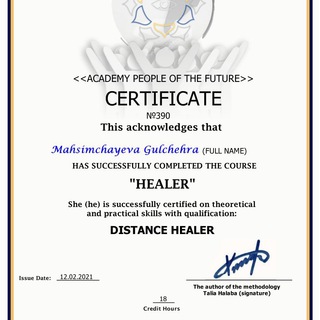 <<ACADEMY PEOPLE OF THE FUTURE>>
CERTIFICATE
№390
This acknowledges that
Mahsimchayeva Gulchehra (FULL NAME)
HAS SUCCESSFULLY COMPLETED THE COURSE
"HEALER"
She (he) is successfully certified on theoretical
and practical skills with qualification:
DISTANCE HEALER
Issue Date: 12.02.2021
The author of the methodology
Talia Halaba (signature)
18
Credit Hours